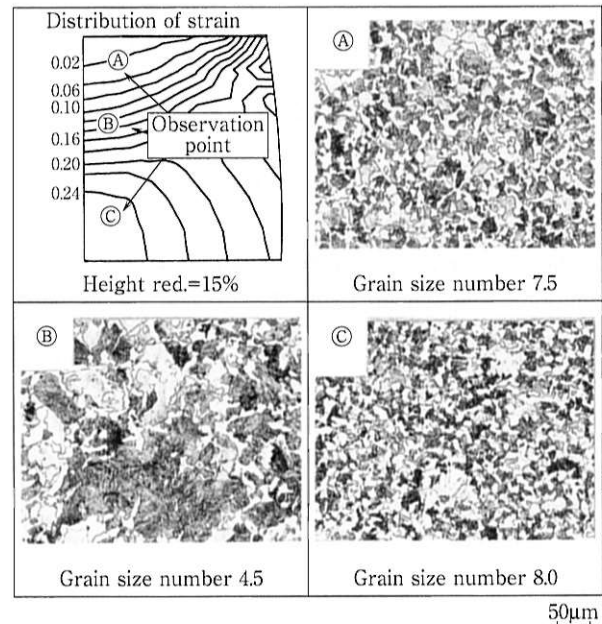 Distribution of strain
Ⓐ
0.02
0.06
0.10
Ⓑ
Observation
point
0.16
0.20
0.24
Ⓒ
Height red.=15%
Ⓐ
Grain size number 7.5
Ⓑ
Grain size number 4.5
Ⓒ
Grain size number 8.0
50μm